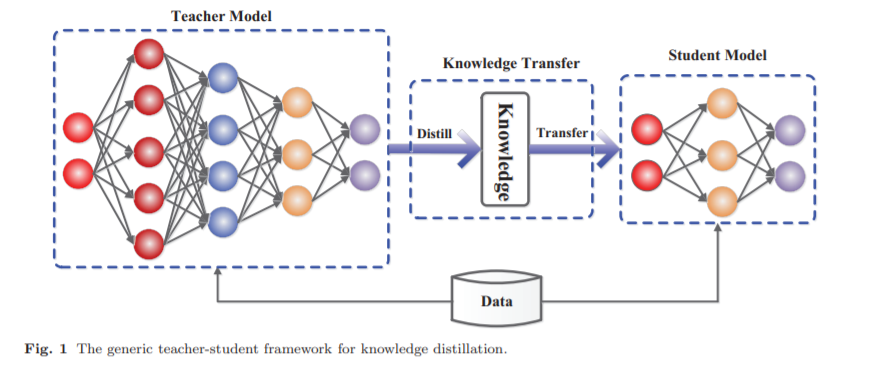 Teacher Model
Knowledge Transfer
Student Model
Distill
Knowledge
Transfer
Data
Fig. 1 The generic teacher-student framework for knowledge distillation.